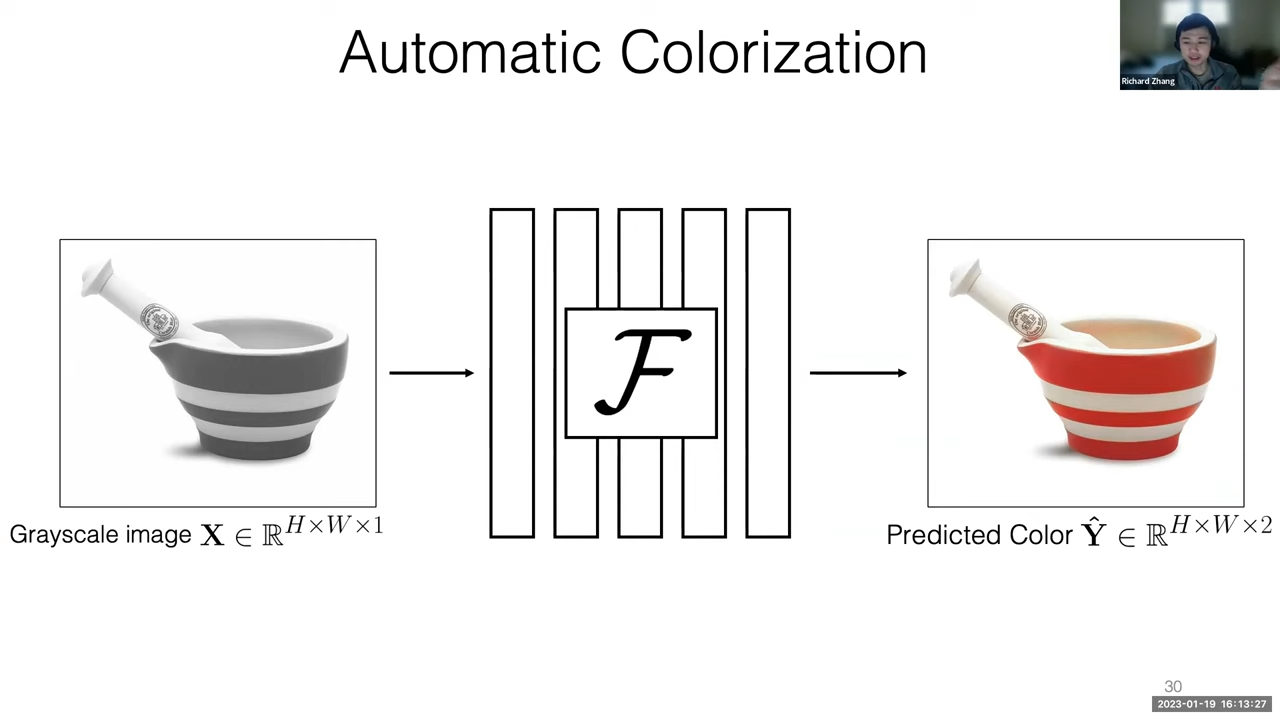 Automatic Colorization
Richard Zhang
ℱ
Grayscale image X ∈ ℝ^{H×W×1}
Predicted Color Ŷ ∈ ℝ^{H×W×2}
30
2023-01-19 16:13:27